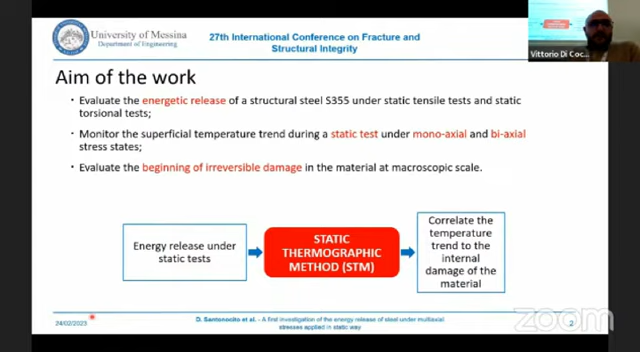 University of Messina
Department of Engineering
27th International Conference on Fracture and
Structural Integrity
Vittorio Di Coc...
Aim of the work
• Evaluate the energetic release of a structural steel S355 under static tensile tests and static
torsional tests;
• Monitor the superficial temperature trend during a static test under mono-axial and bi-axial
stress states;
• Evaluate the beginning of irreversible damage in the material at macroscopic scale.
Energy release under
static tests
STATIC
THERMOGRAPHIC
METHOD (STM)
Correlate the
temperature
trend to the
internal
damage of the
material
24/02/2023
D. Santonocito et al. - A first investigation of the energy release of steel under multiaxial
stresses applied in static way
2
zoom